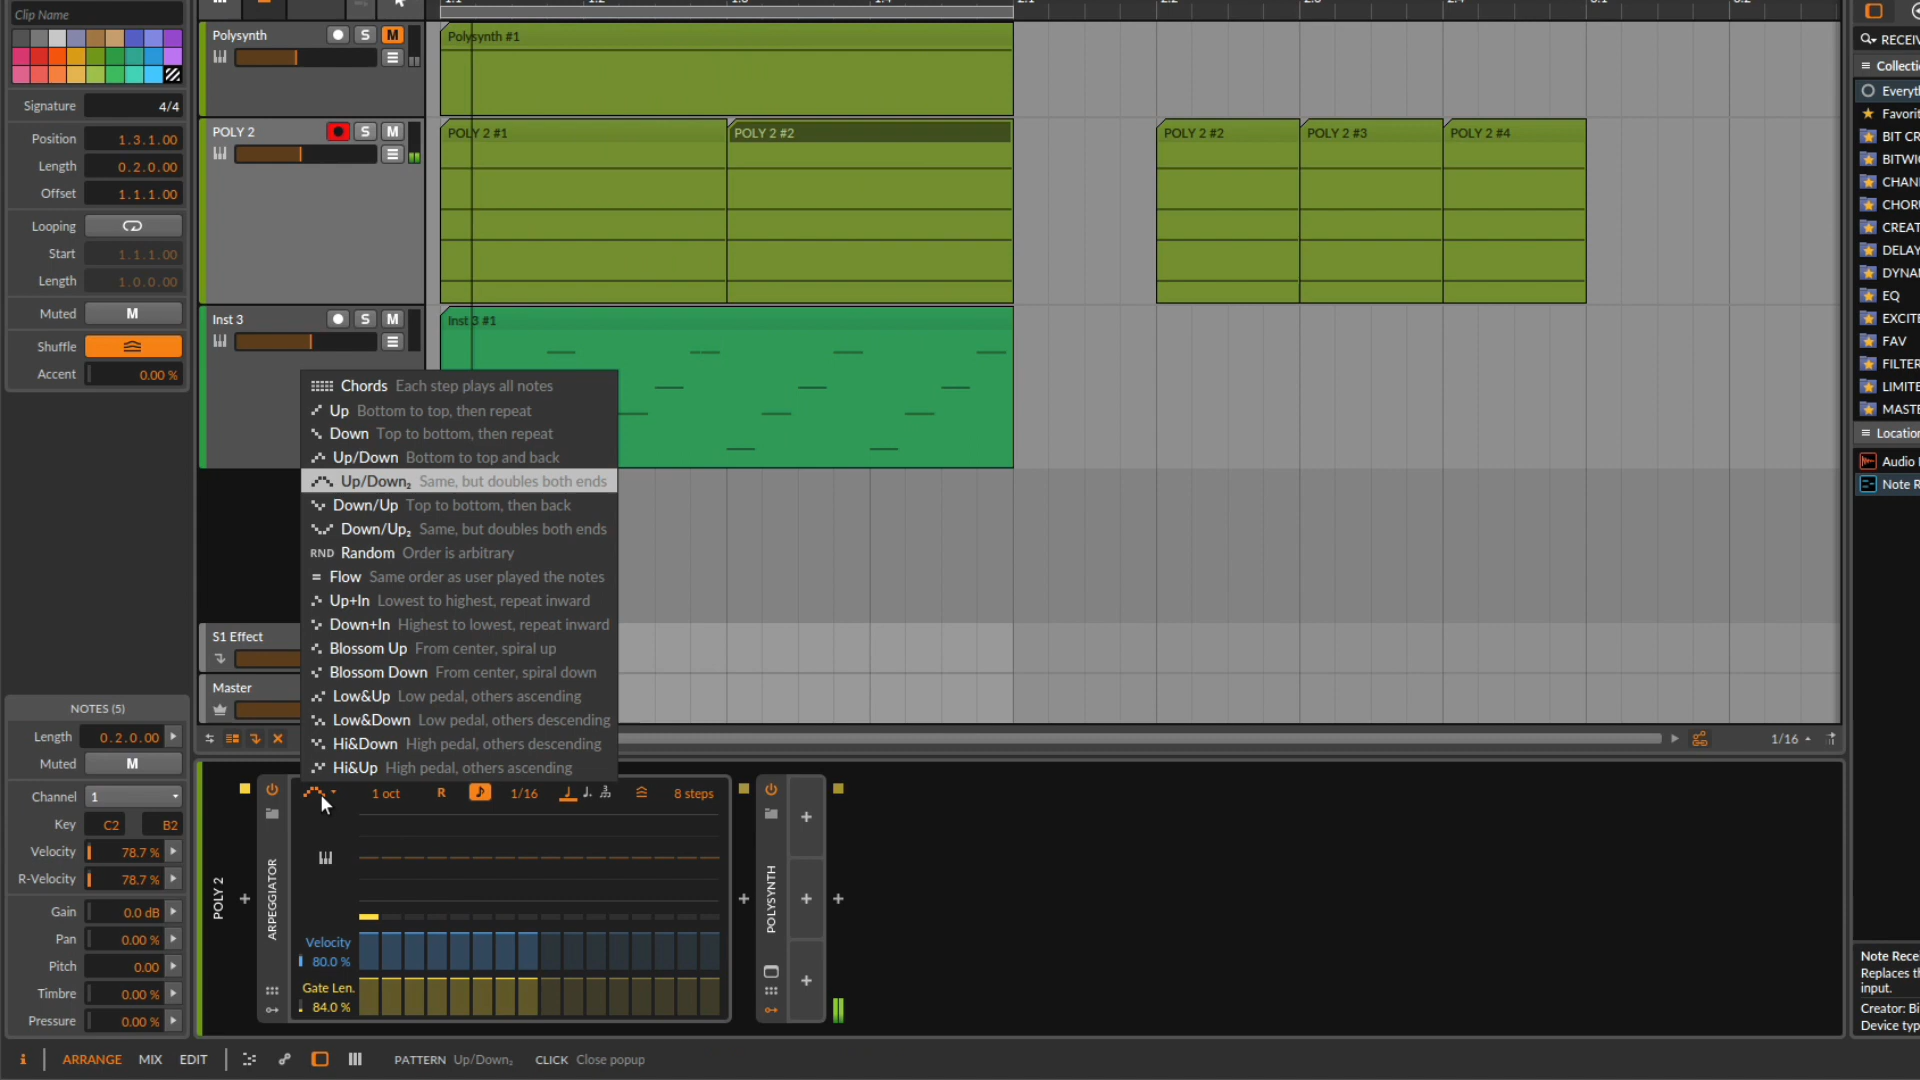 Clip Name
Signature 4/4
Position 1.3.1.00
Length 0.2.0.00
Offset 1.1.1.00
Looping
Start 1.1.1.00
Length 1.0.0.00
Muted M
Shuffle
Accent 0.00 %
NOTES (5)
Length 0.2.0.00
Muted M
Channel 1
Key C2 B2
Velocity 78.7 %
R-Velocity 78.7 %
Gain 0.0 dB
Pan 0.00 %
Pitch 0.00
Timbre 0.00 %
Pressure 0.00 %
Polysynth S M
POLY 2 S M
Inst 3 S M
S1 Effect
Master
Polysynth #1
POLY 2 #1 POLY 2 #2 POLY 2 #2 POLY 2 #3 POLY 2 #4
Inst 3 #1
Chords Each step plays all notes
Up Bottom to top, then repeat
Down Top to bottom, then repeat
Up/Down Bottom to top and back
Up/Down₂ Same, but doubles both ends
Down/Up Top to bottom, then back
Down/Up₂ Same, but doubles both ends
RND Random Order is arbitrary
Flow Same order as user played the notes
Up+In Lowest to highest, repeat inward
Down+In Highest to lowest, repeat inward
Blossom Up From center, spiral up
Blossom Down From center, spiral down
Low&Up Low pedal, others ascending
Low&Down Low pedal, others descending
Hi&Down High pedal, others descending
Hi&Up High pedal, others ascending
1/16
POLY 2
ARPEGGIATOR
1 oct R 1/16 3 8 steps
Velocity
80.0 %
Gate Len.
84.0 %
POLYSYNTH
RECEIV
Collectio
Everyth
Favorit
BIT CR
BITWIG
CHANN
CHORU
CREAT
DELAY
DYNA
EQ
EXCITE
FAV
FILTER
LIMITE
MASTE
Location
Audio
Note R
Note Rece
Replaces th
input.
Creator: Bi
Device typ
i ARRANGE MIX EDIT PATTERN Up/Down₂ CLICK Close popup